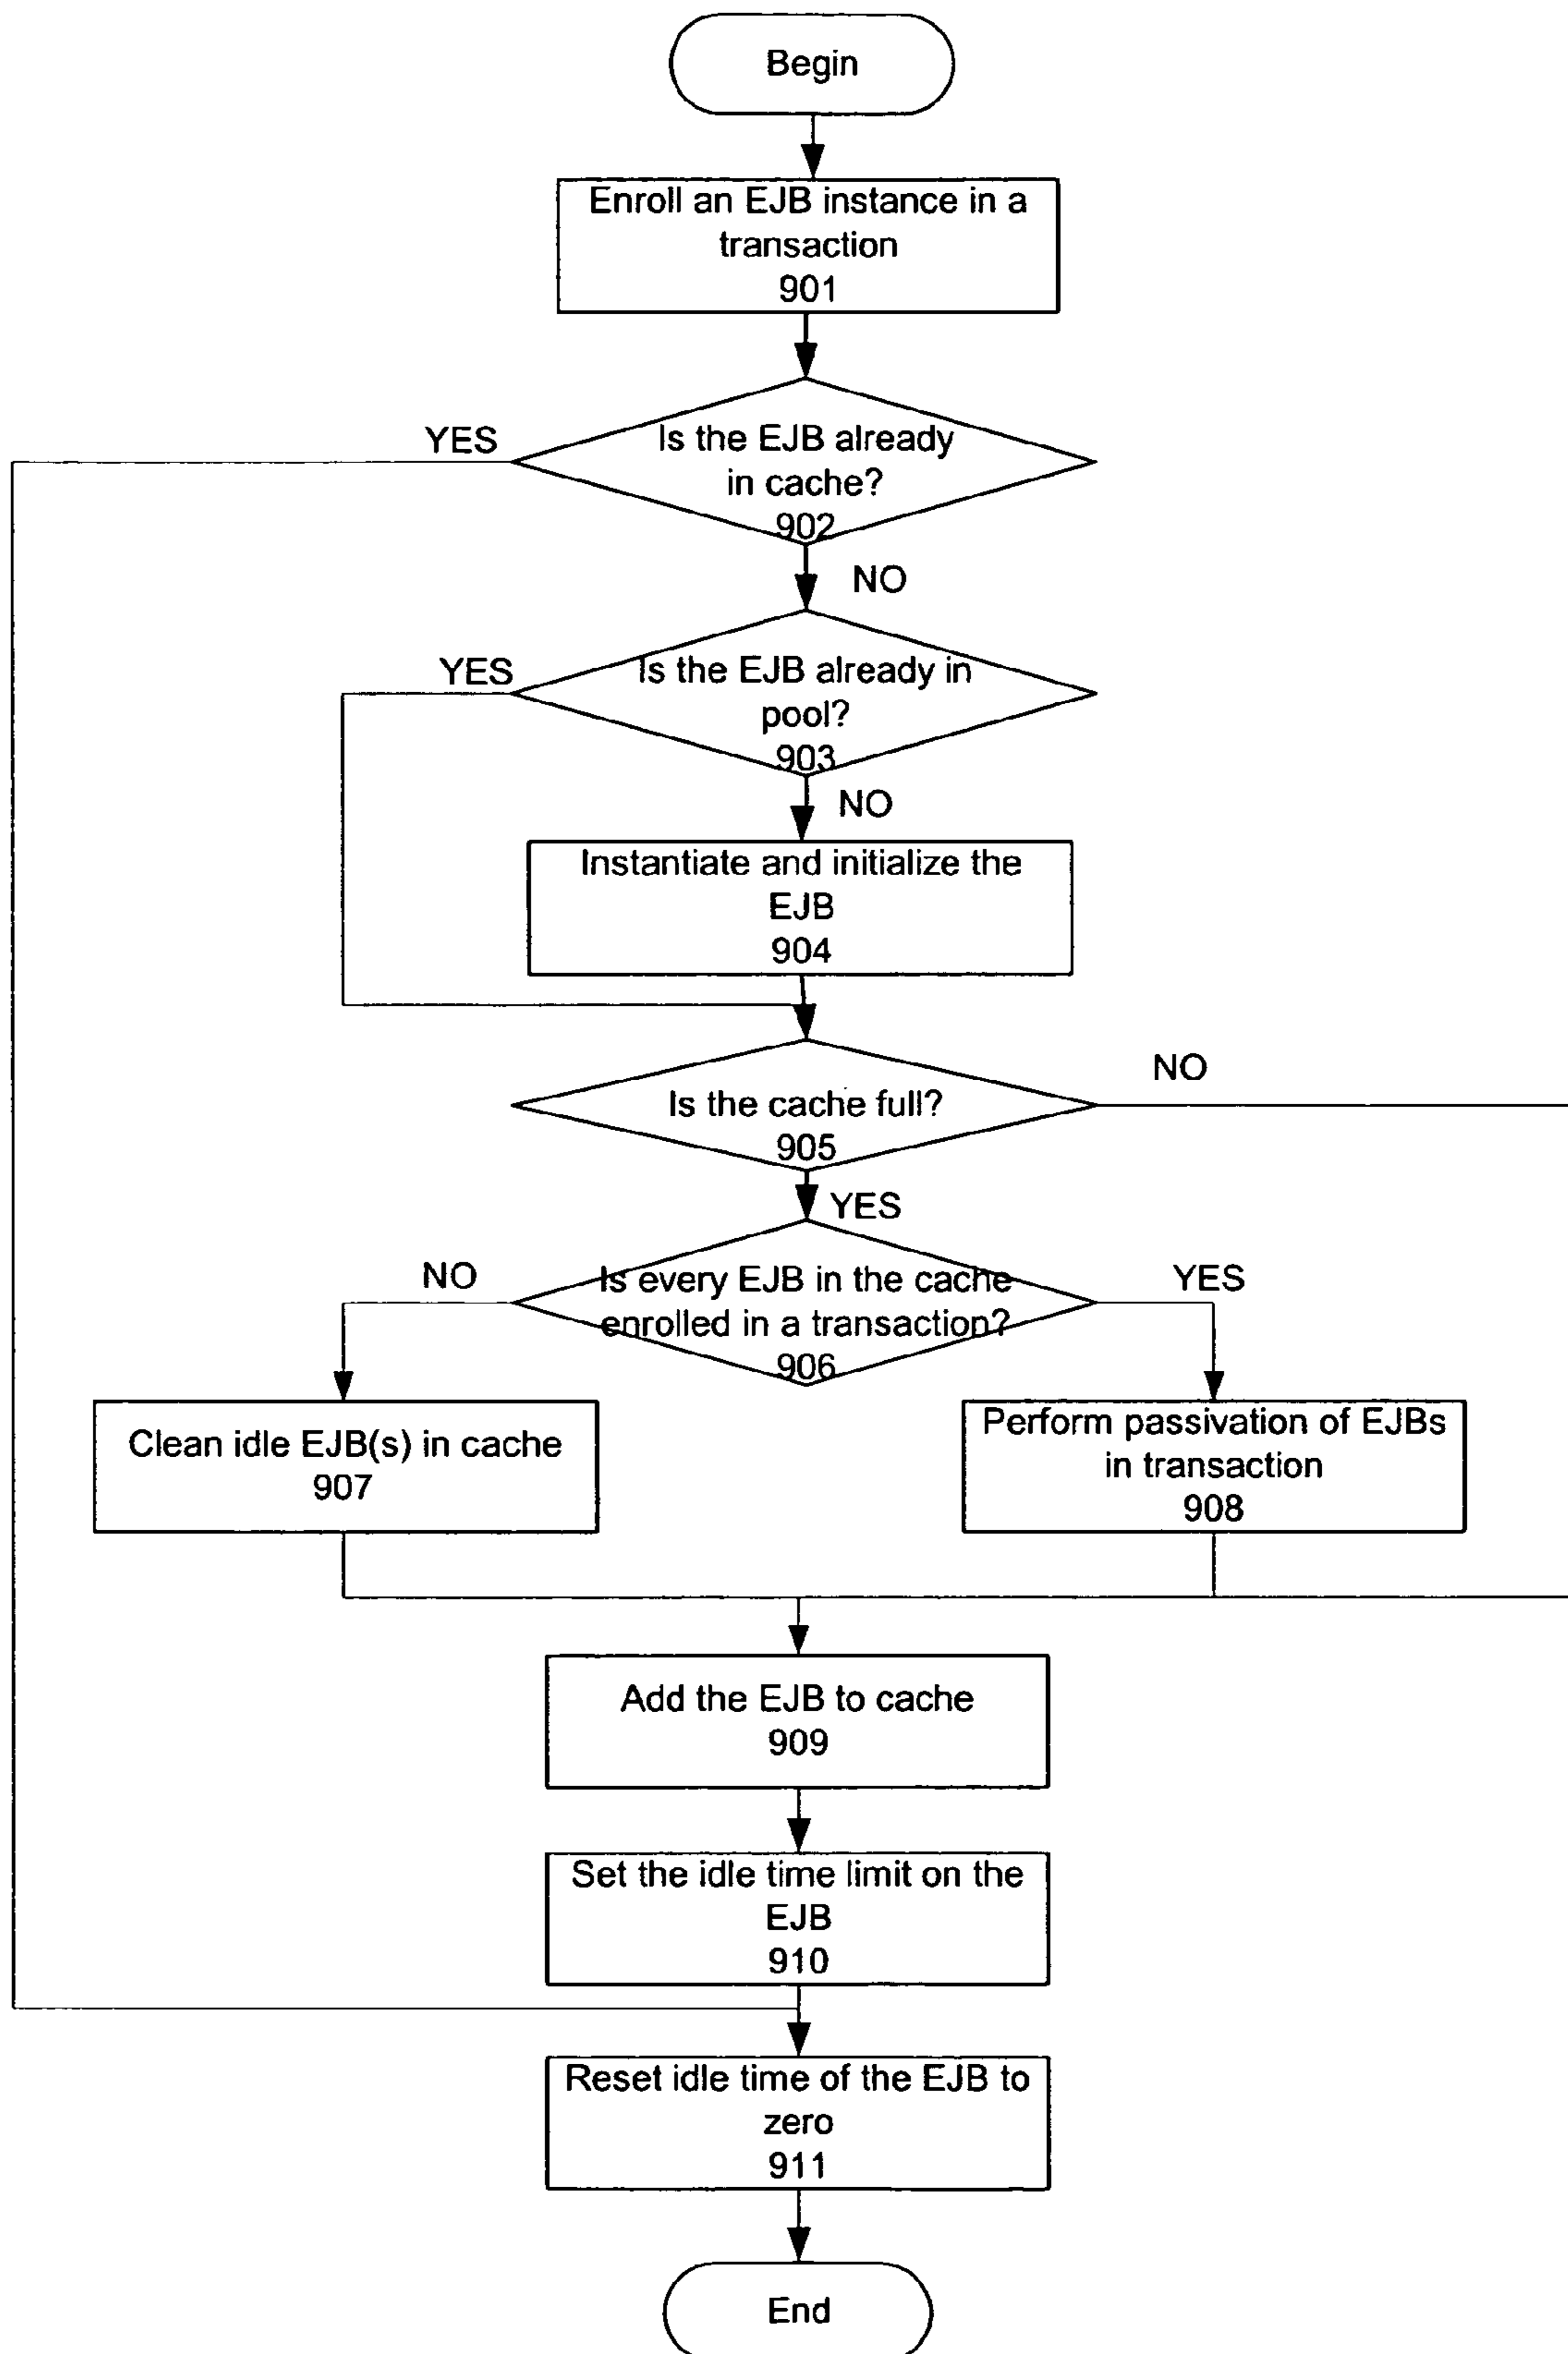 Begin
Enroll an EJB instance in a
transaction
901
YES
Is the EJB already
in cache?
902
NO
YES
Is the EJB already in
pool?
903
NO
Instantiate and initialize the
EJB
904
NO
Is the cache full?
905
YES
NO
Is every EJB in the cache
enrolled in a transaction?
906
YES
Clean idle EJB(s) in cache
907
Perform passivation of EJBs
in transaction
908
Add the EJB to cache
909
Set the idle time limit on the
EJB
910
Reset idle time of the EJB to
zero
911
End